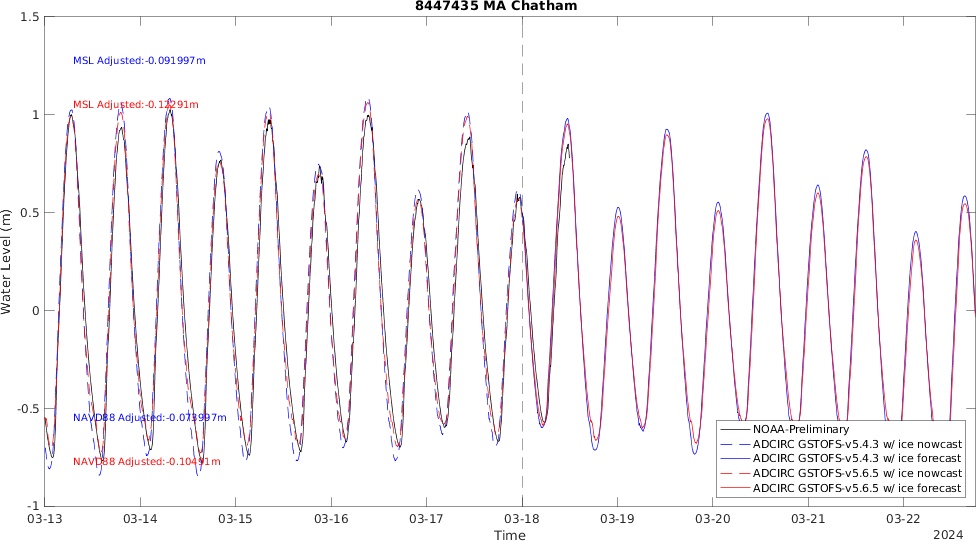 8447435 MA Chatham
1.5
MSL Adjusted:-0.091997m
MSL Adjusted:-0.12291m
1
0.5
Water Level (m)
0
-0.5
NAVD88 Adjusted:-0.073997m
NAVD88 Adjusted:-0.10491m
-1
NOAA-Preliminary
ADCIRC GSTOFS-v5.4.3 w/ ice nowcast
ADCIRC GSTOFS-v5.4.3 w/ ice forecast
ADCIRC GSTOFS-v5.6.5 w/ ice nowcast
ADCIRC GSTOFS-v5.6.5 w/ ice forecast
03-13 03-14 03-15 03-16 03-17 03-18 03-19 03-20 03-21 03-22
Time
2024